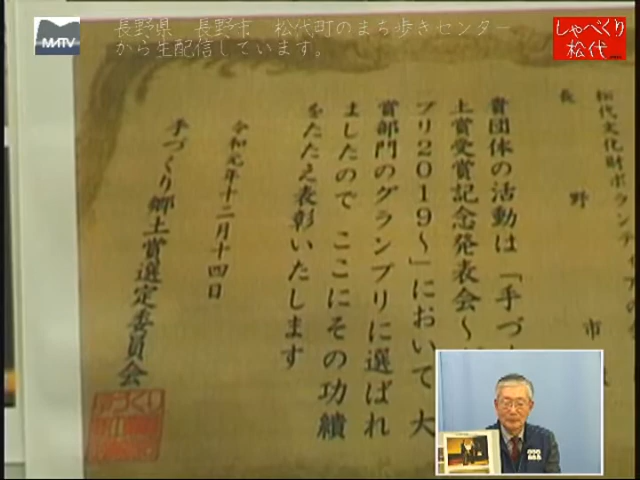 MATV
長野県 長野市 松代町のまち歩きセンター
から生配信しています。
しゃべくり
松代
松代文化財ボランティアの
長野市
貴団体の活動は「手づ
土賞受賞記念発表会～
プリ2019～」において大
賞部門のグランプリに選ばれ
ましたので ここにその功績
をたたえ表彰いたします
令和元年十二月十四日
手づくり郷土賞選定委員会